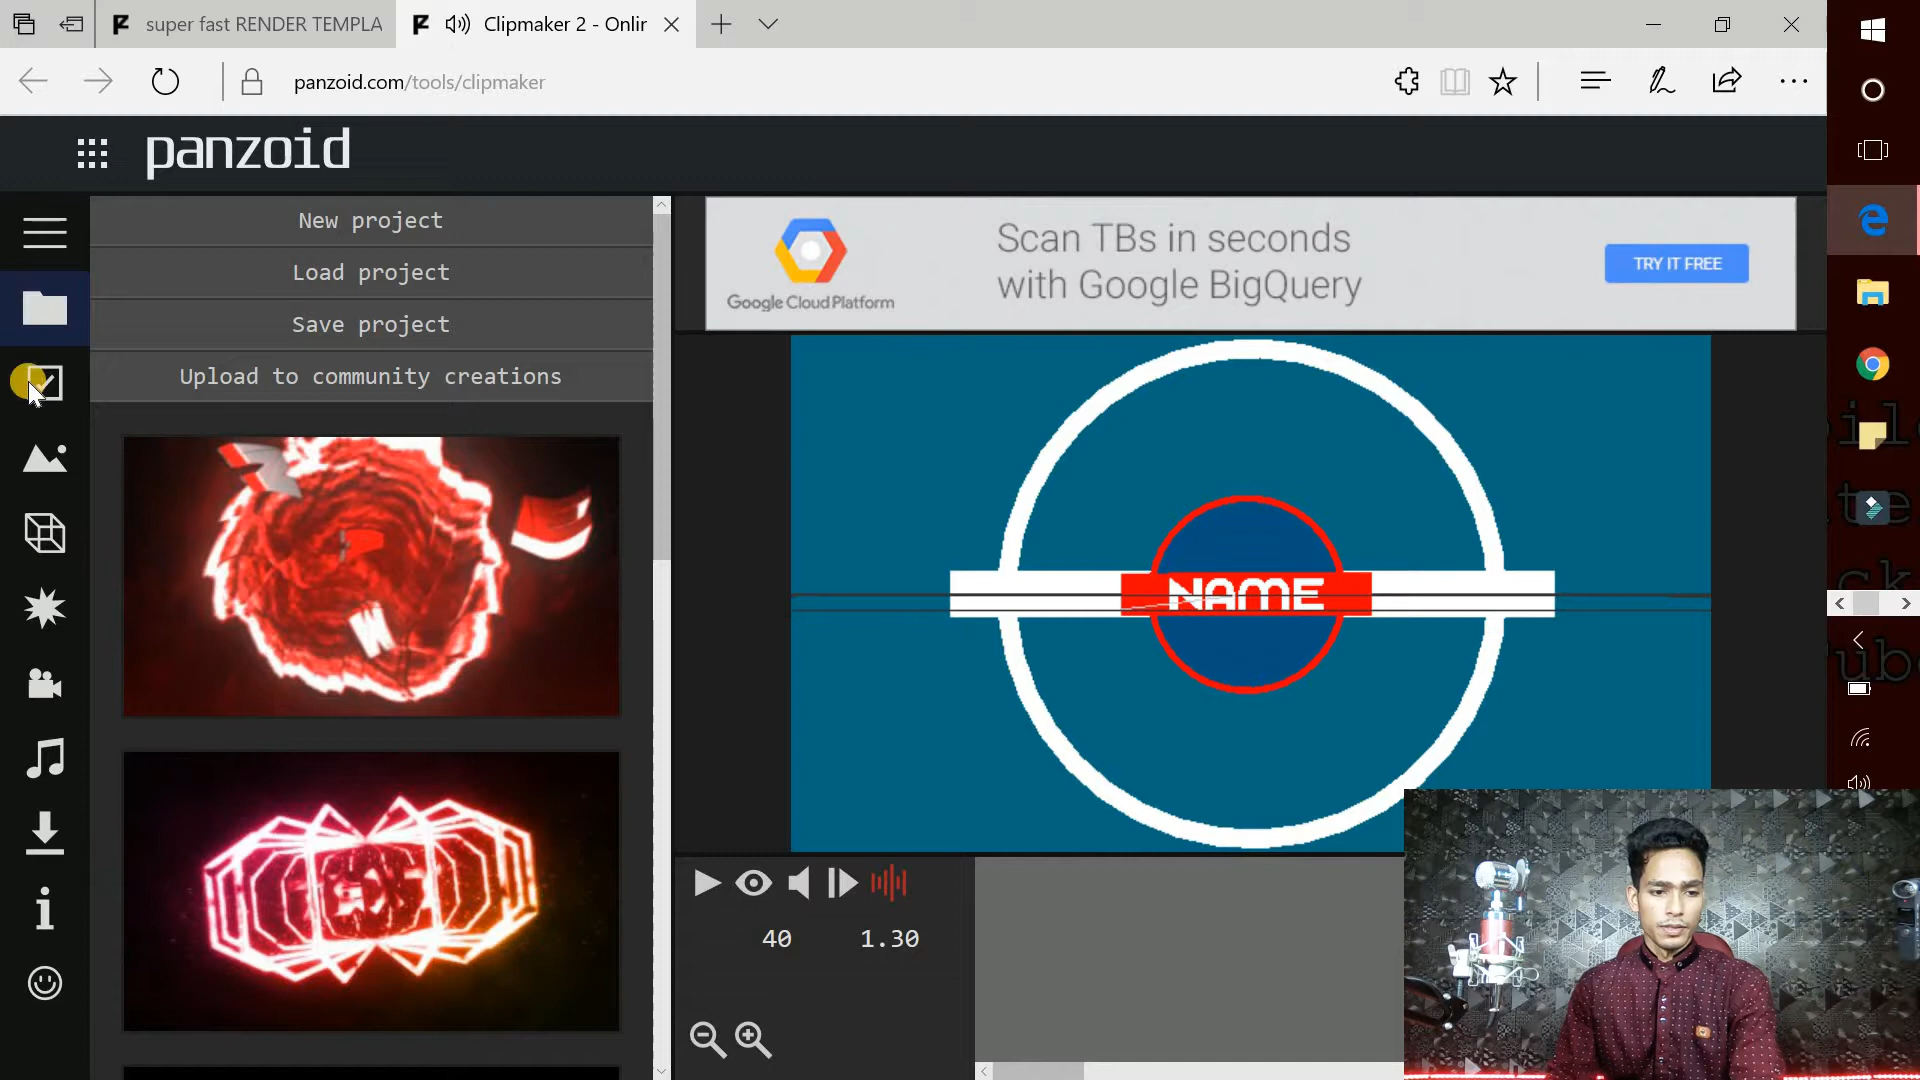 super fast RENDER TEMPLA
Clipmaker 2 - Onlir
panzoid.com/tools/clipmaker
panzoid
New project
Load project
Save project
Upload to community creations
Google Cloud Platform
Scan TBs in seconds
with Google BigQuery
TRY IT FREE
NAME
40
1.30